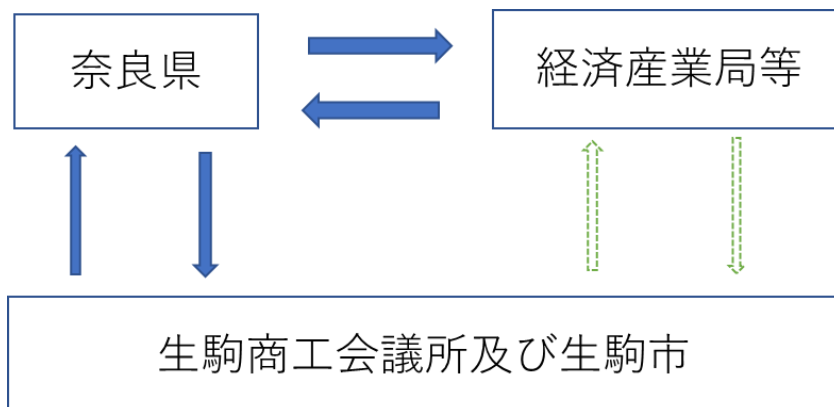 奈良県
経済産業局等
生駒商工会議所及び生駒市